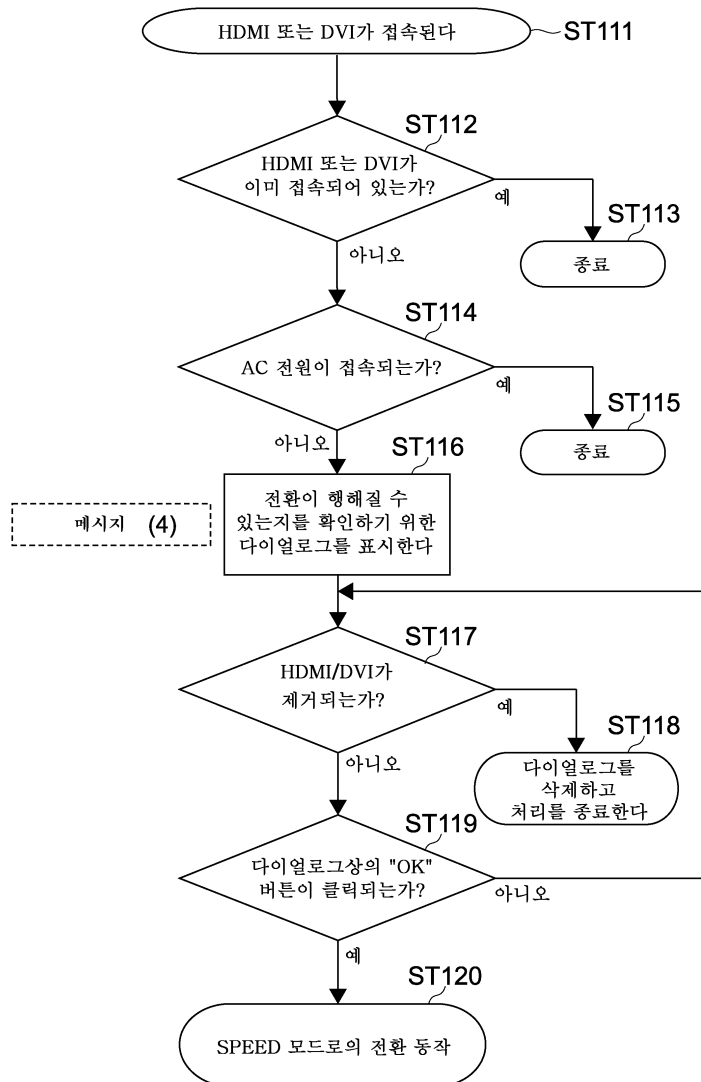 HDMI 또는 DVI가 접속된다
ST111
ST112
HDMI 또는 DVI가
이미 접속되어 있는가?
예
ST113
종료
아니오
ST114
AC 전원이 접속되는가?
예
ST115
종료
아니오
ST116
전환이 행해질 수
있는지를 확인하기 위한
다이얼로그를 표시한다
메시지 (4)
ST117
HDMI/DVI가
제거되는가?
예
ST118
다이얼로그를
삭제하고
처리를 종료한다
아니오
ST119
다이얼로그상의 "OK"
버튼이 클릭되는가?
아니오
예
ST120
SPEED 모드로의 전환 동작